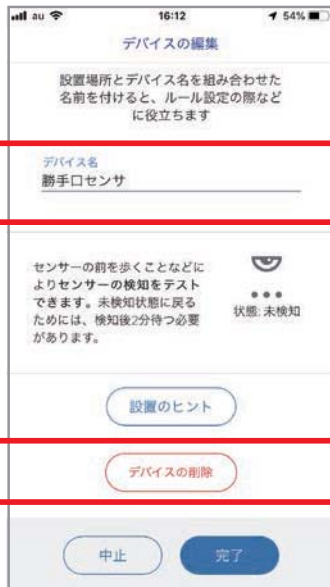 au
16:12
54%
デバイスの編集
設置場所とデバイス名を組み合わせた
名前を付けると、ルール設定の際など
に役立ちます
デバイス名
勝手口センサ
センサーの前を歩くことなどに
よりセンサーの検知をテスト
できます。未検知状態に戻る
ためには、検知後2分待つ必要
があります。
状態: 未検知
設置のヒント
デバイスの削除
中止
完了